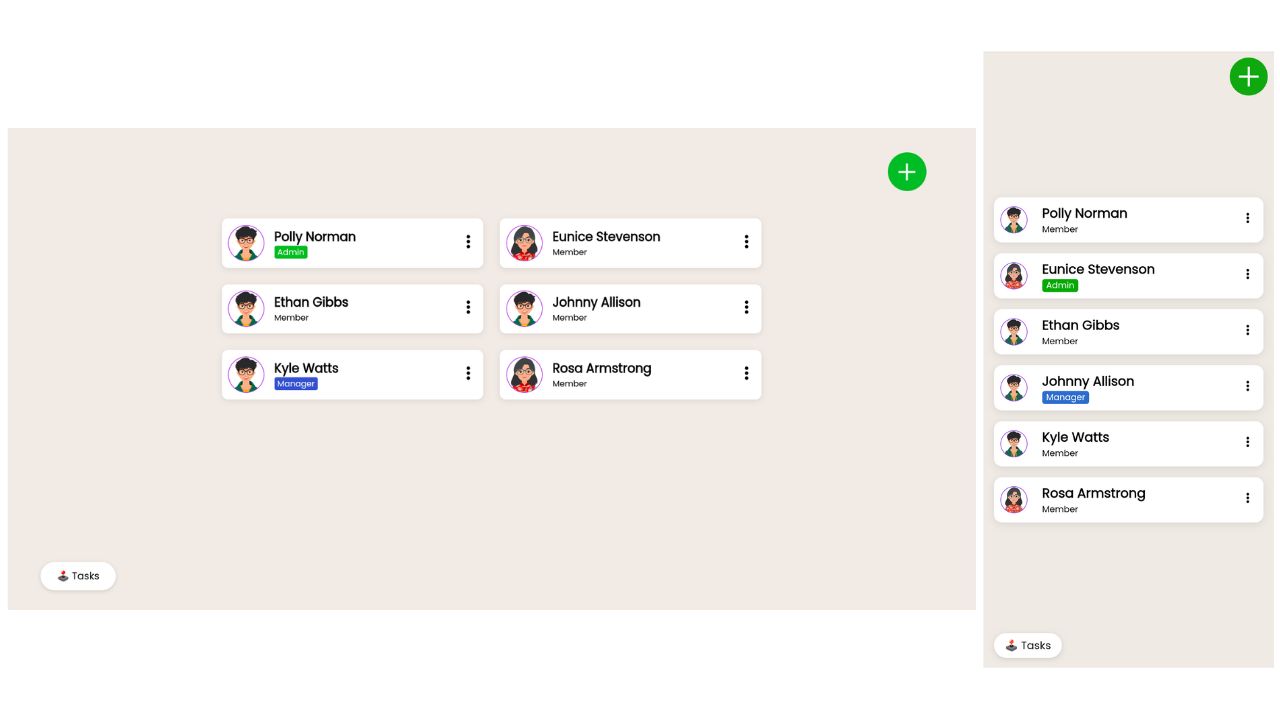 Polly Norman
Admin
Eunice Stevenson
Member
Ethan Gibbs
Member
Johnny Allison
Member
Kyle Watts
Manager
Rosa Armstrong
Member
Tasks
Polly Norman
Member
Eunice Stevenson
Admin
Ethan Gibbs
Member
Johnny Allison
Manager
Kyle Watts
Member
Rosa Armstrong
Member
Tasks